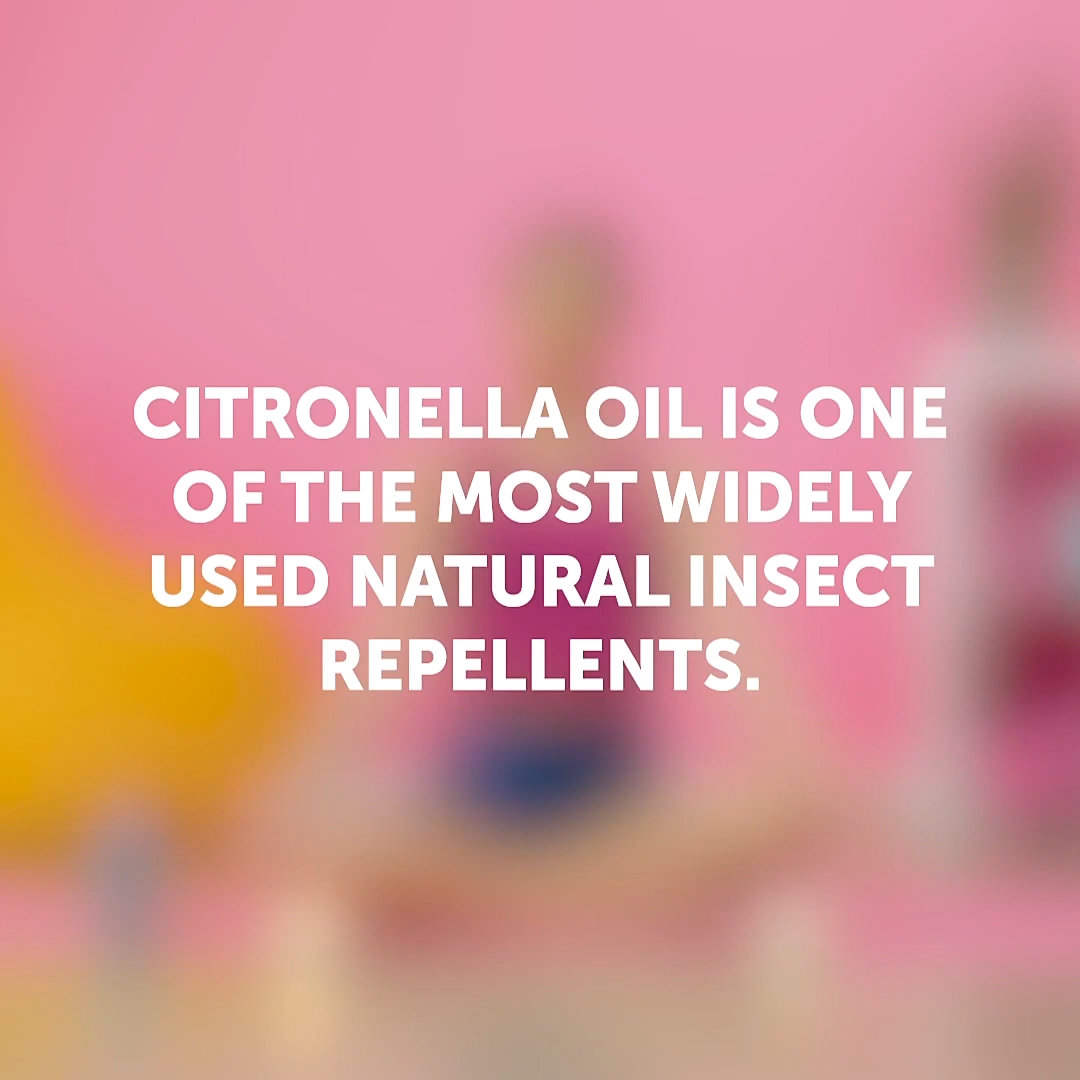 CITRONELLA OIL IS ONE
OF THE MOST WIDELY
USED NATURAL INSECT
REPELLENTS.